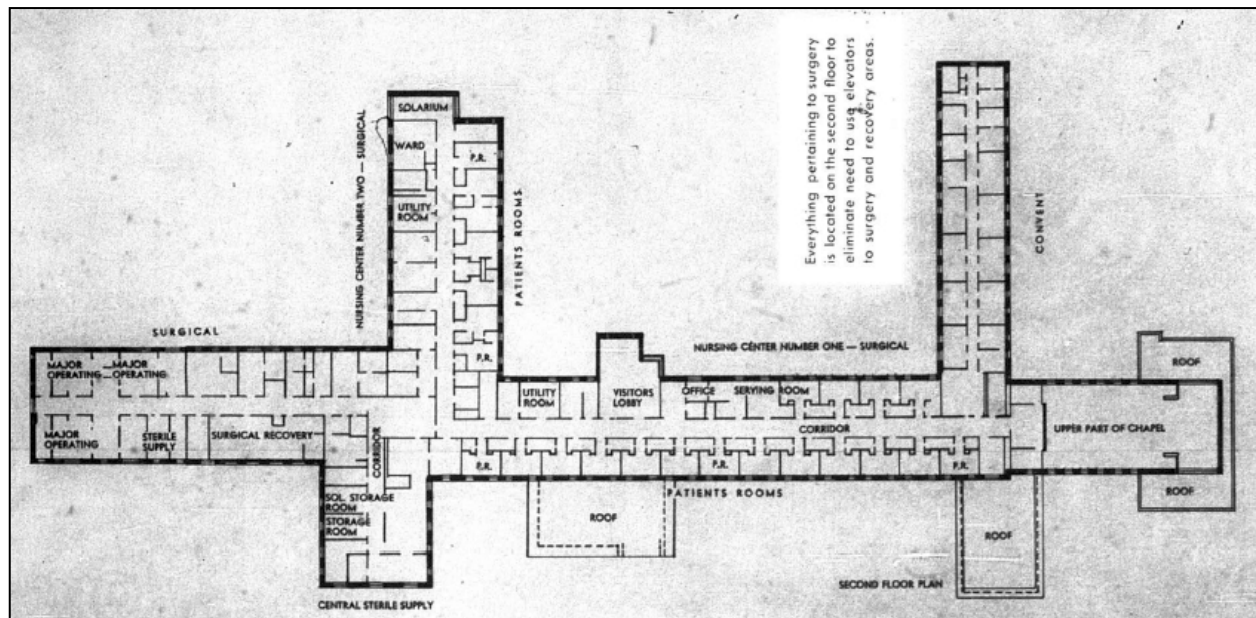 Everything pertaining to surgery
is located on the second floor to
eliminate need to use elevators
to surgery and recovery areas.
SOLARIUM
WARD
P.R.
UTILITY
ROOM
NURSING CENTER NUMBER TWO — SURGICAL
PATIENTS ROOMS
P.R.
CONVENT
SURGICAL
MAJOR
OPERATING
MAJOR
OPERATING
MAJOR
OPERATING
STERILE
SUPPLY
SURGICAL RECOVERY
CORRIDOR
SOL. STORAGE
ROOM
STORAGE
ROOM
CENTRAL STERILE SUPPLY
NURSING CENTER NUMBER ONE — SURGICAL
UTILITY
ROOM
VISITORS
LOBBY
OFFICE
SERVING ROOM
CORRIDOR
P.R.
P.R.
P.R.
PATIENTS ROOMS
ROOF
UPPER PART OF CHAPEL
ROOF
ROOF
ROOF
SECOND FLOOR PLAN